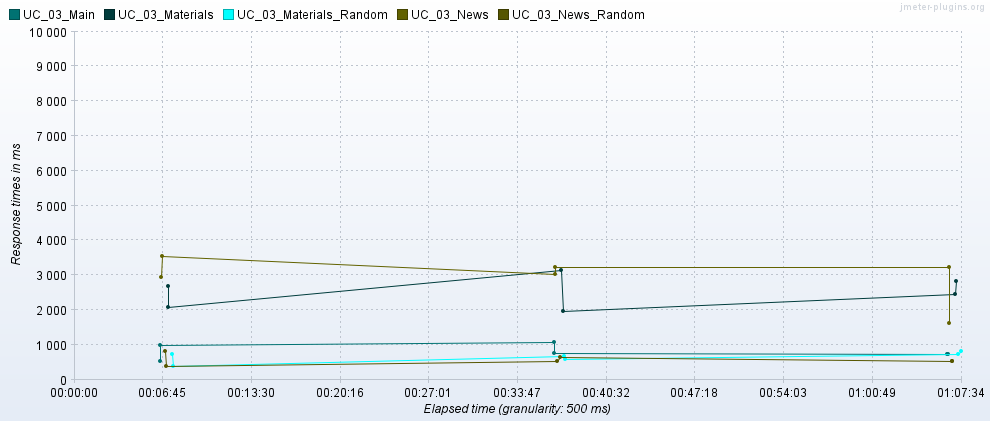 UC_03_Main UC_03_Materials UC_03_Materials_Random UC_03_News UC_03_News_Random
jmeter-plugins.org
10 000
9 000
8 000
7 000
6 000
5 000
4 000
3 000
2 000
1 000
0
Response times in ms
00:00:00 00:06:45 00:13:30 00:20:16 00:27:01 00:33:47 00:40:32 00:47:18 00:54:03 01:00:49 01:07:34
Elapsed time (granularity: 500 ms)